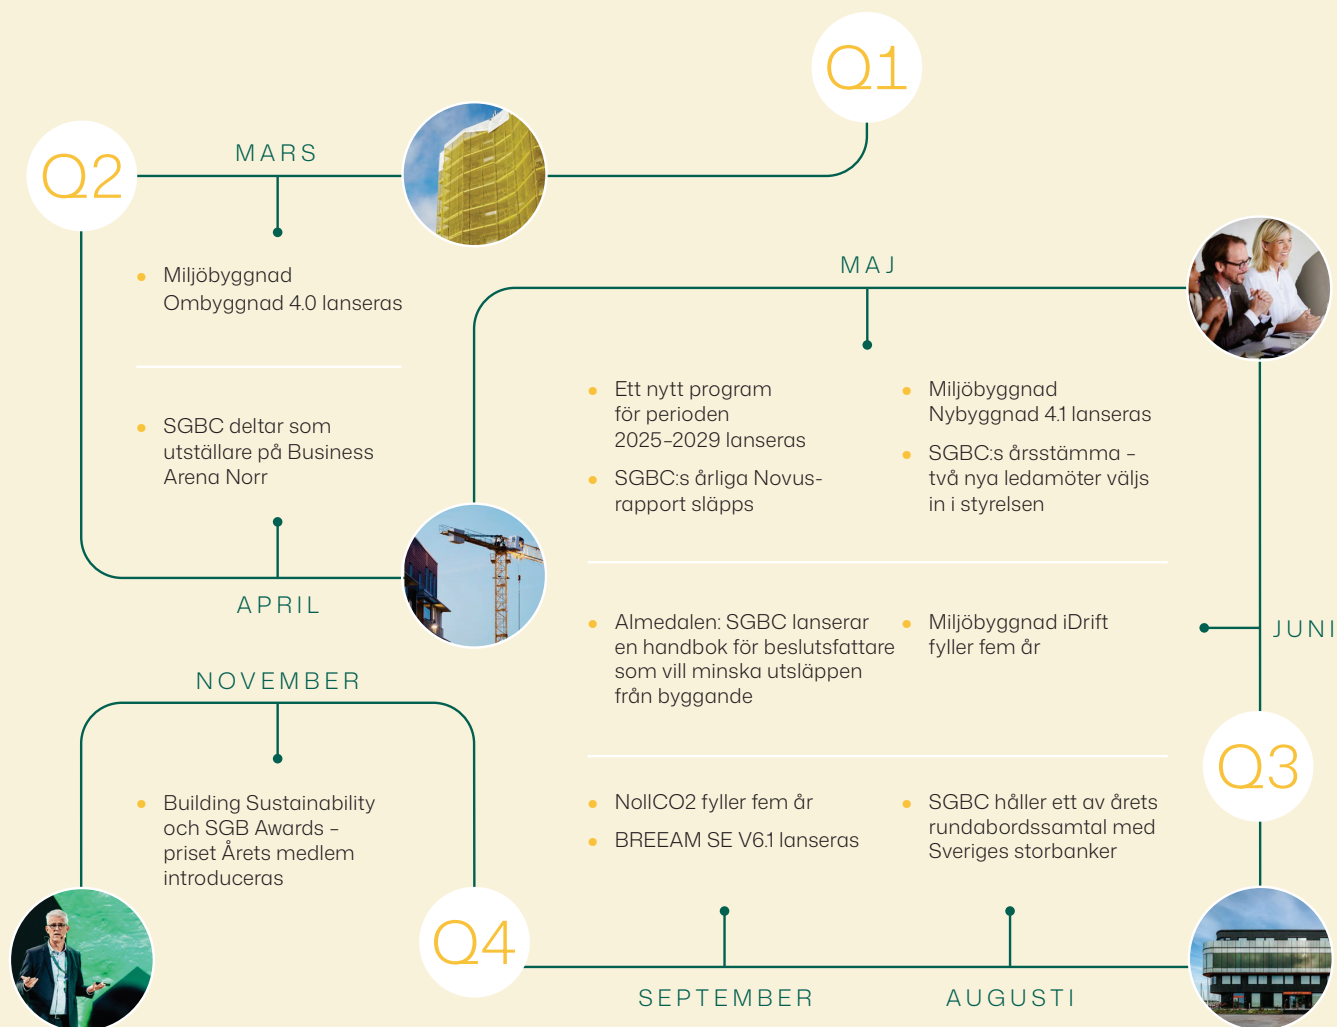 Q1
MARS
Q2
Miljöbyggnad
Ombyggnad 4.0 lanseras
SGBC deltar som
utställare på Business
Arena Norr
APRIL
MAJ
Ett nytt program
för perioden
2025–2029 lanseras
SGBC:s årliga Novus-
rapport släpps
Miljöbyggnad
Nybyggnad 4.1 lanseras
SGBC:s årsstämma –
två nya ledamöter väljs
in i styrelsen
Almedalen: SGBC lanserar
en handbok för beslutsfattare
som vill minska utsläppen
från byggande
Miljöbyggnad iDrift
fyller fem år
JUNI
Q3
NollCO2 fyller fem år
BREEAM SE V6.1 lanseras
SGBC håller ett av årets
rundabordssamtal med
Sveriges storbanker
AUGUSTI
SEPTEMBER
Q4
NOVEMBER
Building Sustainability
och SGB Awards –
priset Årets medlem
introduceras